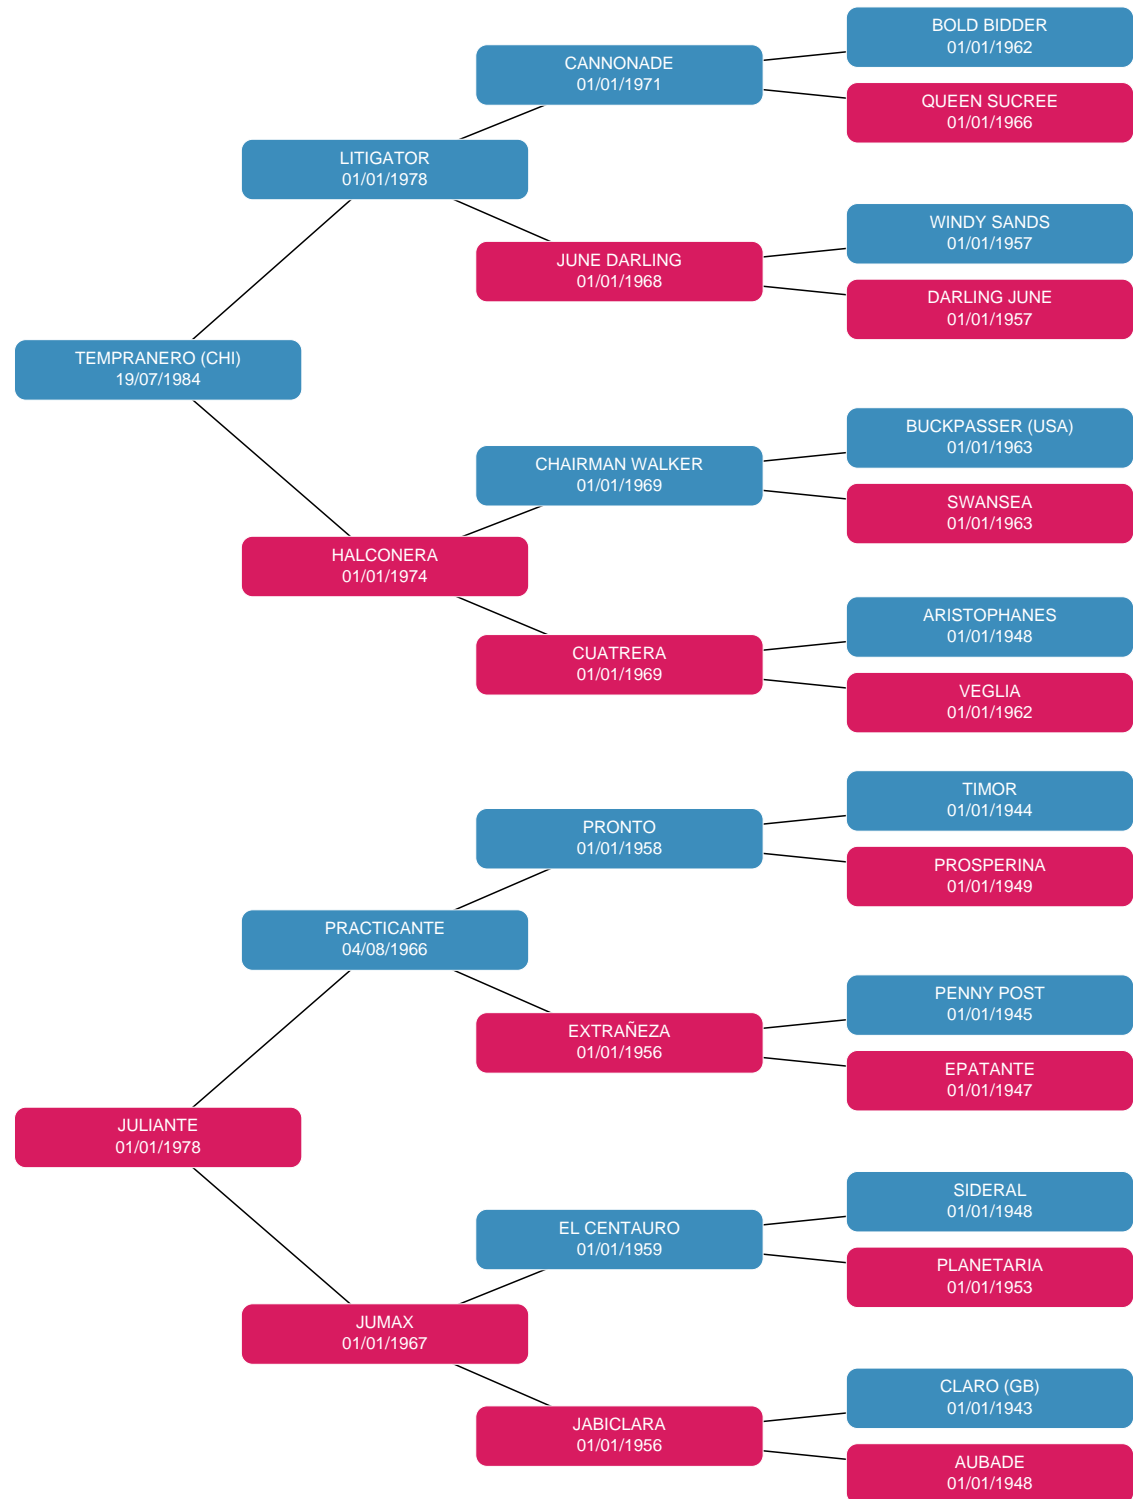 BOLD BIDDER
01/01/1962
CANNONADE
01/01/1971
QUEEN SUCREE
01/01/1966
LITIGATOR
01/01/1978
WINDY SANDS
01/01/1957
JUNE DARLING
01/01/1968
DARLING JUNE
01/01/1957
TEMPRANERO (CHI)
19/07/1984
BUCKPASSER (USA)
01/01/1963
CHAIRMAN WALKER
01/01/1969
SWANSEA
01/01/1963
HALCONERA
01/01/1974
ARISTOPHANES
01/01/1948
CUATRERA
01/01/1969
VEGLIA
01/01/1962
TIMOR
01/01/1944
PRONTO
01/01/1958
PROSPERINA
01/01/1949
PRACTICANTE
04/08/1966
PENNY POST
01/01/1945
EXTRAÑEZA
01/01/1956
EPATANTE
01/01/1947
JULIANTE
01/01/1978
SIDERAL
01/01/1948
EL CENTAURO
01/01/1959
PLANETARIA
01/01/1953
JUMAX
01/01/1967
CLARO (GB)
01/01/1943
JABICLARA
01/01/1956
AUBADE
01/01/1948